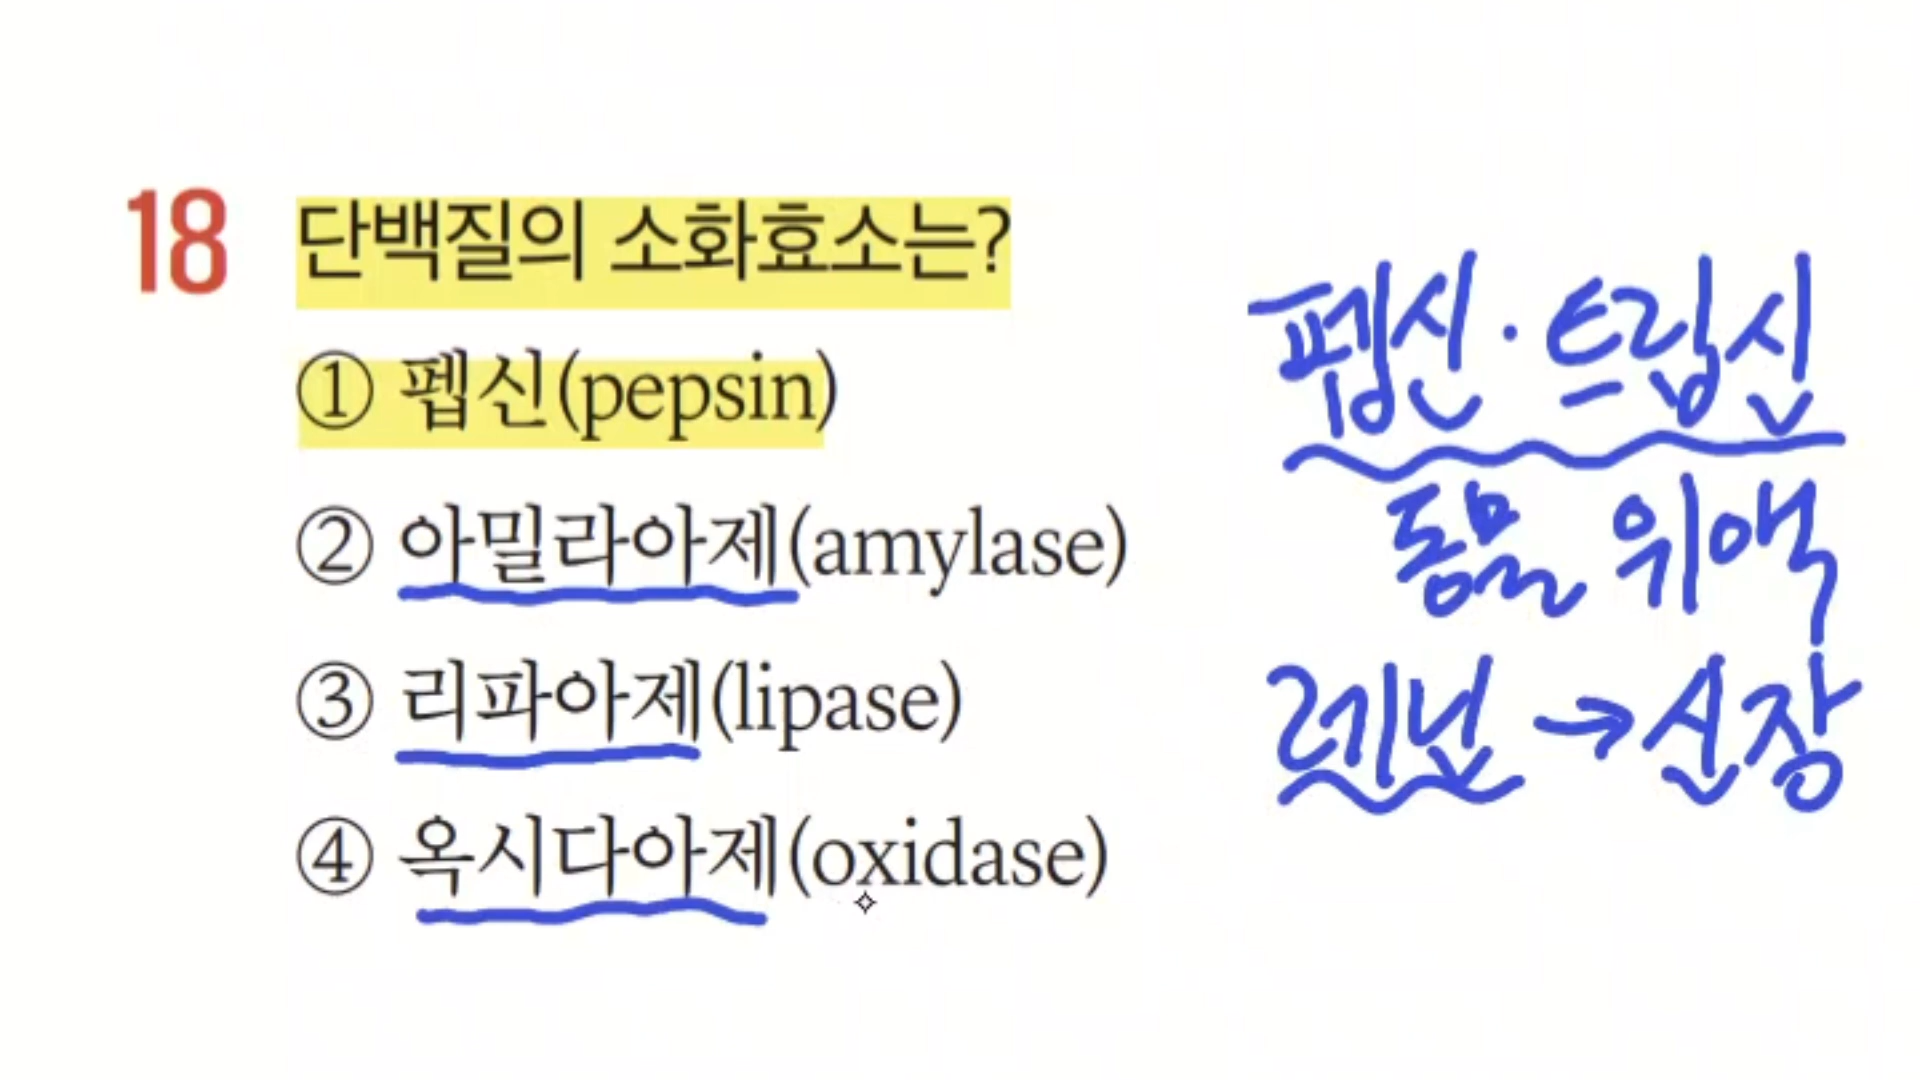 18 단백질의 소화효소는?
① 펩신(pepsin)
② 아밀라아제(amylase)
③ 리파아제(lipase)
④ 옥시다아제(oxidase)
펩신·트립신
동물 위액
레닌→신장